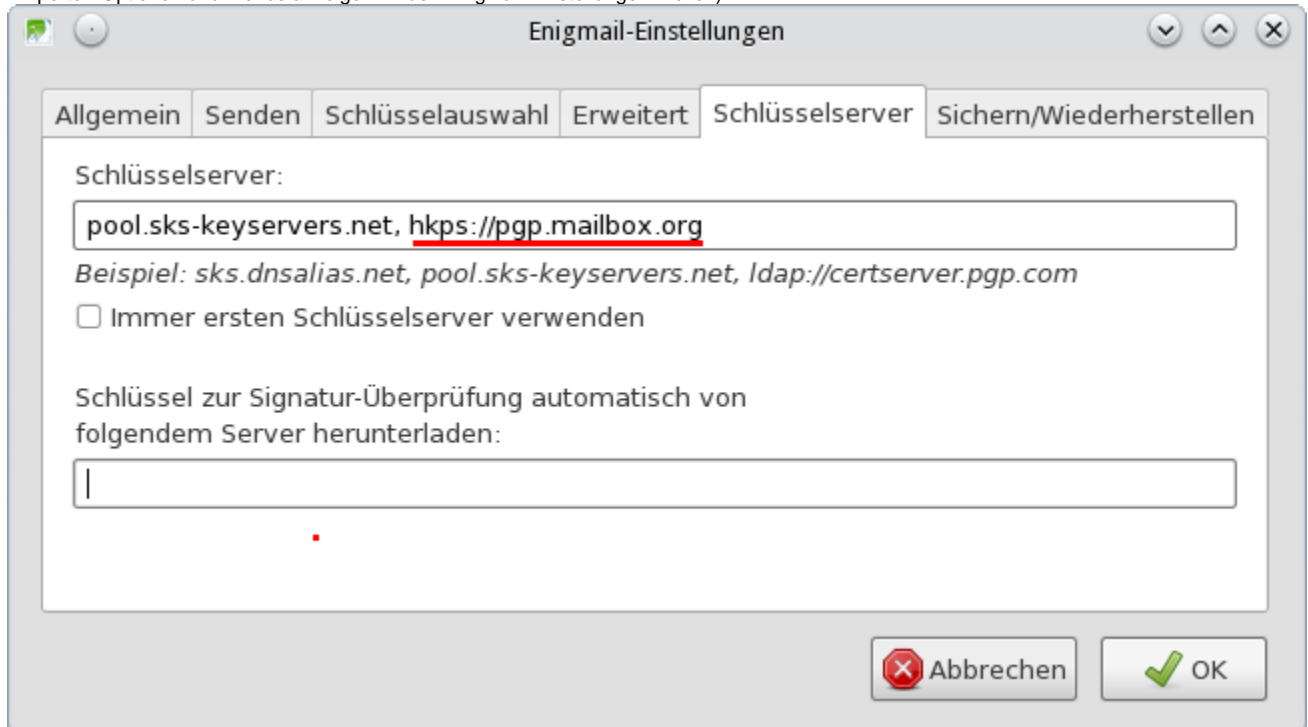 Enigmail-Einstellungen
Allgemein Senden Schlüsselauswahl Erweitert Schlüsselserver Sichern/Wiederherstellen
Schlüsselserver:
pool.sks-keyservers.net, hkps://pgp.mailbox.org
Beispiel: sks.dnsalias.net, pool.sks-keyservers.net, ldap://certserver.pgp.com
Immer ersten Schlüsselserver verwenden
Schlüssel zur Signatur-Überprüfung automatisch von
folgendem Server herunterladen:
Abbrechen OK